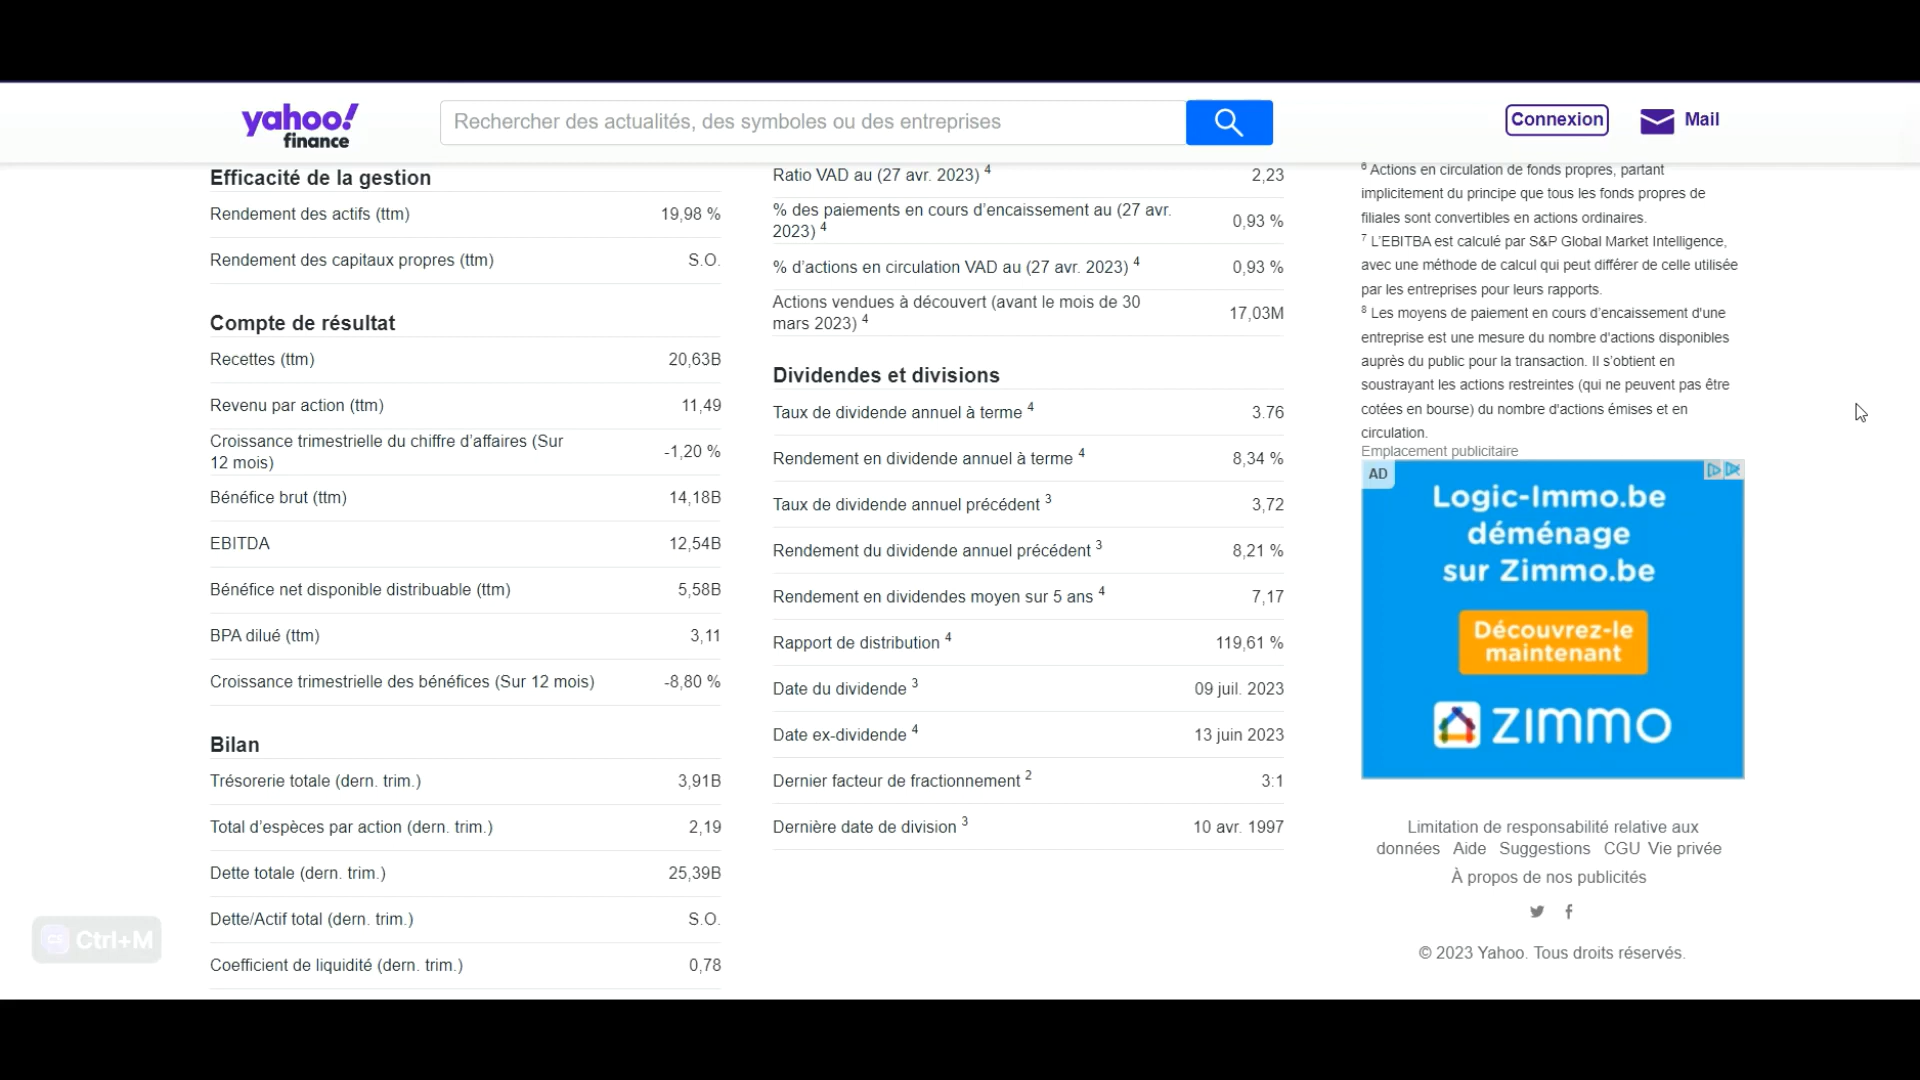 yahoo!
finance
Rechercher des actualités, des symboles ou des entreprises
Connexion
Mail
Efficacité de la gestion
Rendement des actifs (ttm) 19,98 %
Rendement des capitaux propres (ttm) S.O.
Compte de résultat
Recettes (ttm) 20,63B
Revenu par action (ttm) 11,49
Croissance trimestrielle du chiffre d’affaires (Sur
12 mois) -1,20 %
Bénéfice brut (ttm) 14,18B
EBITDA 12,54B
Bénéfice net disponible distribuable (ttm) 5,58B
BPA dilué (ttm) 3,11
Croissance trimestrielle des bénéfices (Sur 12 mois) -8,80 %
Bilan
Trésorerie totale (dern. trim.) 3,91B
Total d’espèces par action (dern. trim.) 2,19
Dette totale (dern. trim.) 25,39B
Dette/Actif total (dern. trim.) S.O.
Coefficient de liquidité (dern. trim.) 0,78
Ctrl+M
Ratio VAD au (27 avr. 2023) 4 2,23
% des paiements en cours d’encaissement au (27 avr.
2023) 4 0,93 %
% d’actions en circulation VAD au (27 avr. 2023) 4 0,93 %
Actions vendues à découvert (avant le mois de 30
mars 2023) 4 17,03M
Dividendes et divisions
Taux de dividende annuel à terme 4 3.76
Rendement en dividende annuel à terme 4 8,34 %
Taux de dividende annuel précédent 3 3,72
Rendement du dividende annuel précédent 3 8,21 %
Rendement en dividendes moyen sur 5 ans 4 7,17
Rapport de distribution 4 119,61 %
Date du dividende 3 09 juil. 2023
Date ex-dividende 4 13 juin 2023
Dernier facteur de fractionnement 2 3:1
Dernière date de division 3 10 avr. 1997
6 Actions en circulation de fonds propres, partant
implicitement du principe que tous les fonds propres de
filiales sont convertibles en actions ordinaires.
7 L’EBITBA est calculé par S&P Global Market Intelligence,
avec une méthode de calcul qui peut différer de celle utilisée
par les entreprises pour leurs rapports.
8 Les moyens de paiement en cours d’encaissement d'une
entreprise est une mesure du nombre d'actions disponibles
auprès du public pour la transaction. Il s’obtient en
soustrayant les actions restreintes (qui ne peuvent pas être
cotées en bourse) du nombre d'actions émises et en
circulation.
Emplacement publicitaire
AD
Logic-Immo.be
déménage
sur Zimmo.be
Découvrez-le
maintenant
ZIMMO
Limitation de responsabilité relative aux
données Aide Suggestions CGU Vie privée
À propos de nos publicités
© 2023 Yahoo. Tous droits réservés.